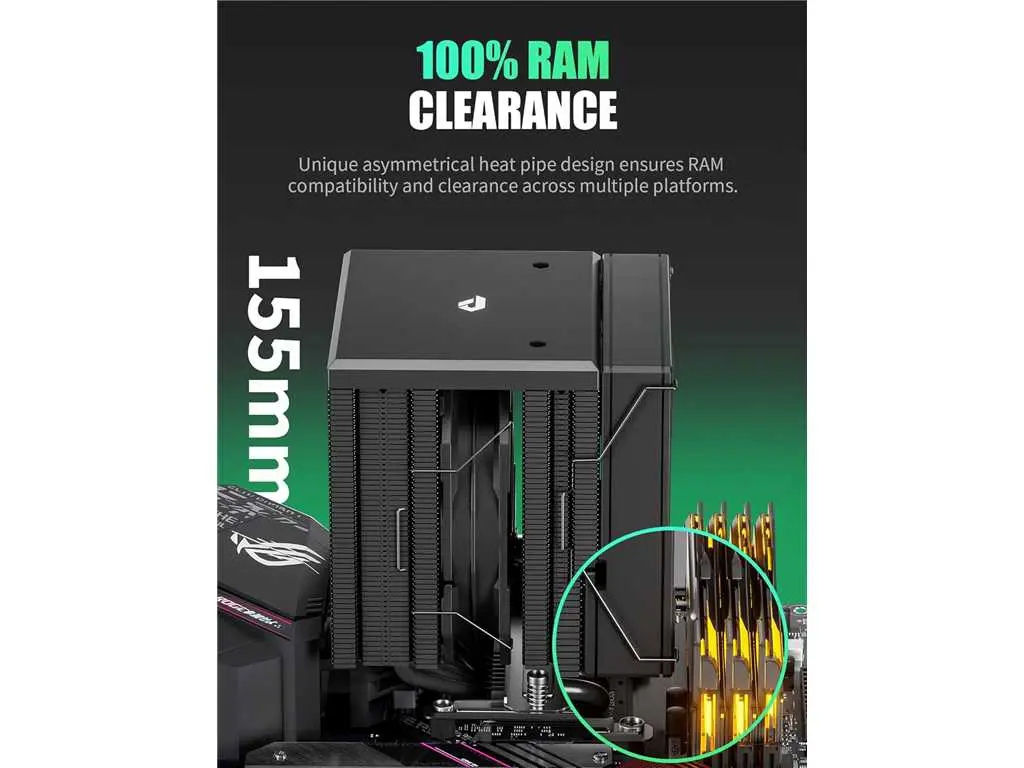 100% RAM
CLEARANCE
Unique asymmetrical heat pipe design ensures RAM
compatibility and clearance across multiple platforms.
155mm